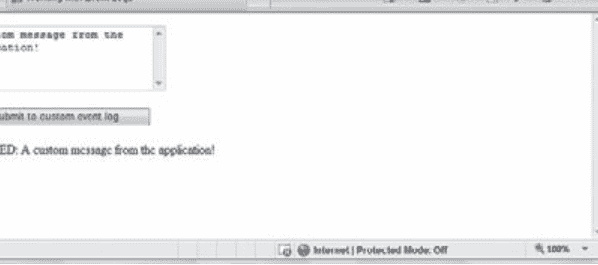 om message from the
ation!
ubmit to custom event log
ED: A custom message from the application!
Internet | Protected Mode: Off
100%